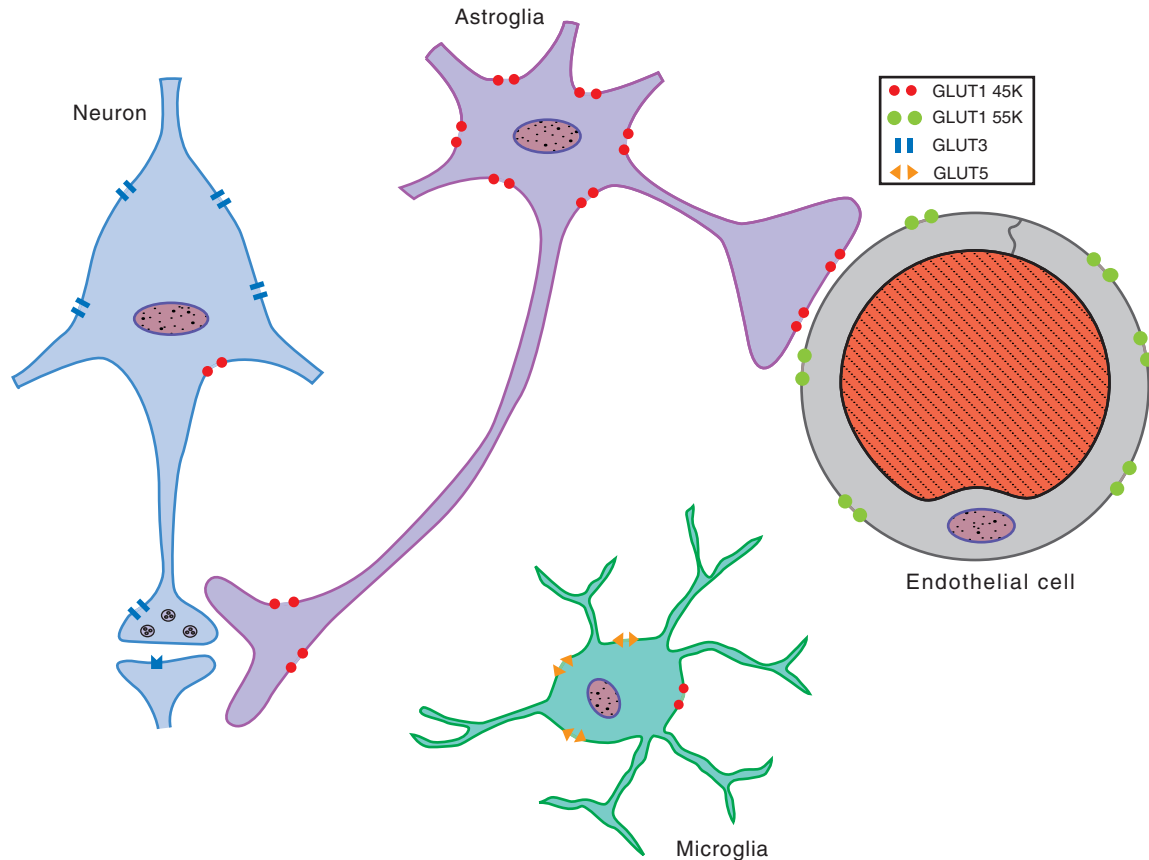 Astroglia
Neuron
GLUT1 45K
GLUT1 55K
GLUT3
GLUT5
Endothelial cell
Microglia